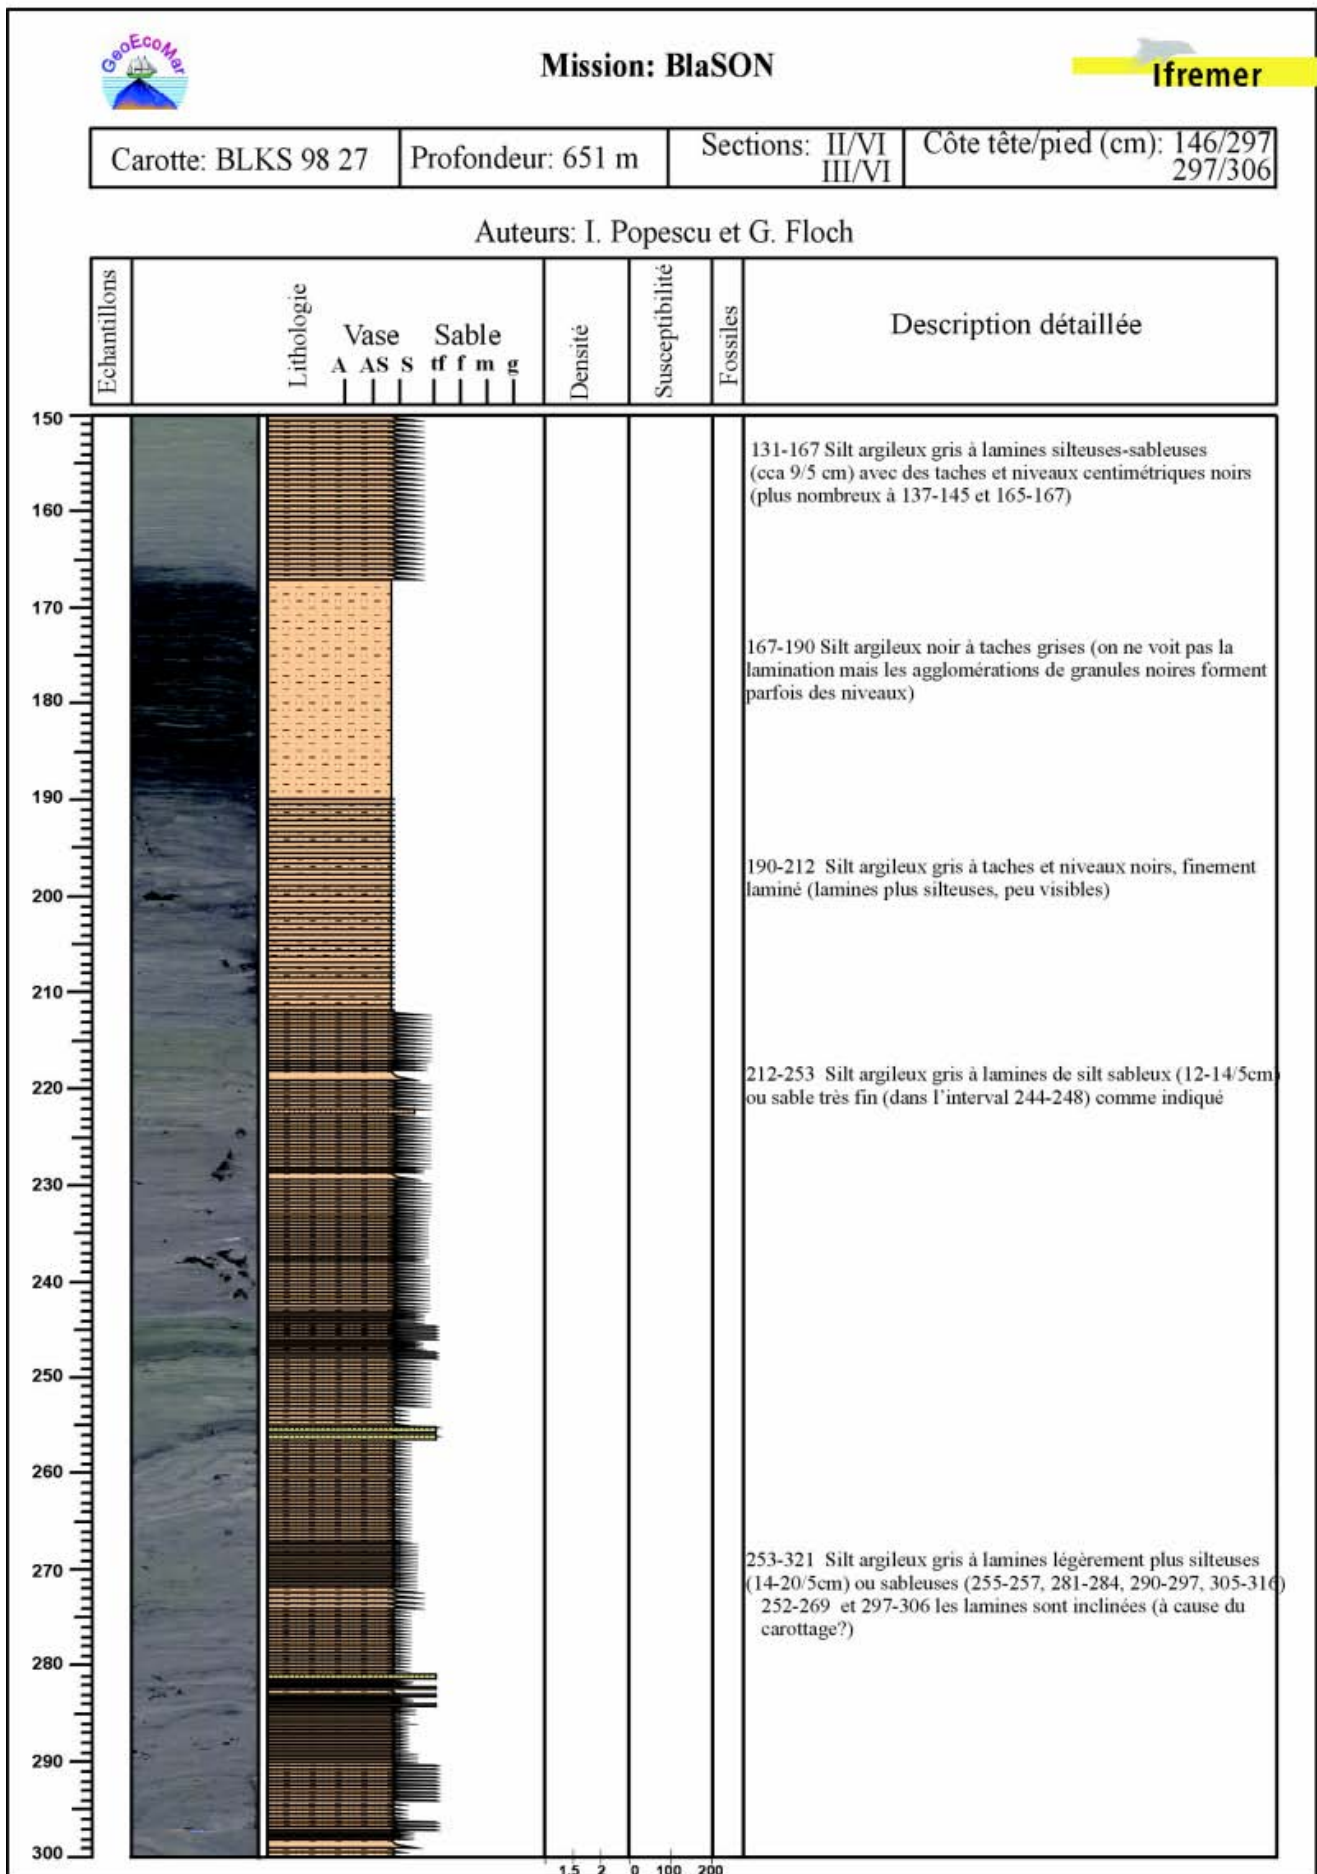 GeoEcoMar
Mission: BlaSON
Ifremer
Carotte: BLKS 98 27
Profondeur: 651 m
Sections: II/VI
III/VI
Côte tête/pied (cm): 146/297
297/306
Auteurs: I. Popescu et G. Floch
Echantillons
Lithologie
Vase Sable
A AS S tf f m g
Densité
Susceptibilité
Fossiles
Description détaillée
150
131-167 Silt argileux gris à lamines silteuses-sableuses
(cca 9/5 cm) avec des taches et niveaux centimétriques noirs
(plus nombreux à 137-145 et 165-167)
160
170
167-190 Silt argileux noir à taches grises (on ne voit pas la
lamination mais les agglomérations de granules noires forment
parfois des niveaux)
180
190
190-212 Silt argileux gris à taches et niveaux noirs, finement
laminé (lamines plus silteuses, peu visibles)
200
210
212-253 Silt argileux gris à lamines de silt sableux (12-14/5cm)
ou sable très fin (dans l'interval 244-248) comme indiqué
220
230
240
250
260
253-321 Silt argileux gris à lamines légèrement plus silteuses
(14-20/5cm) ou sableuses (255-257, 281-284, 290-297, 305-316)
252-269 et 297-306 les lamines sont inclinées (à cause du
carottage?)
270
280
290
300
1.5 2 0 100 200